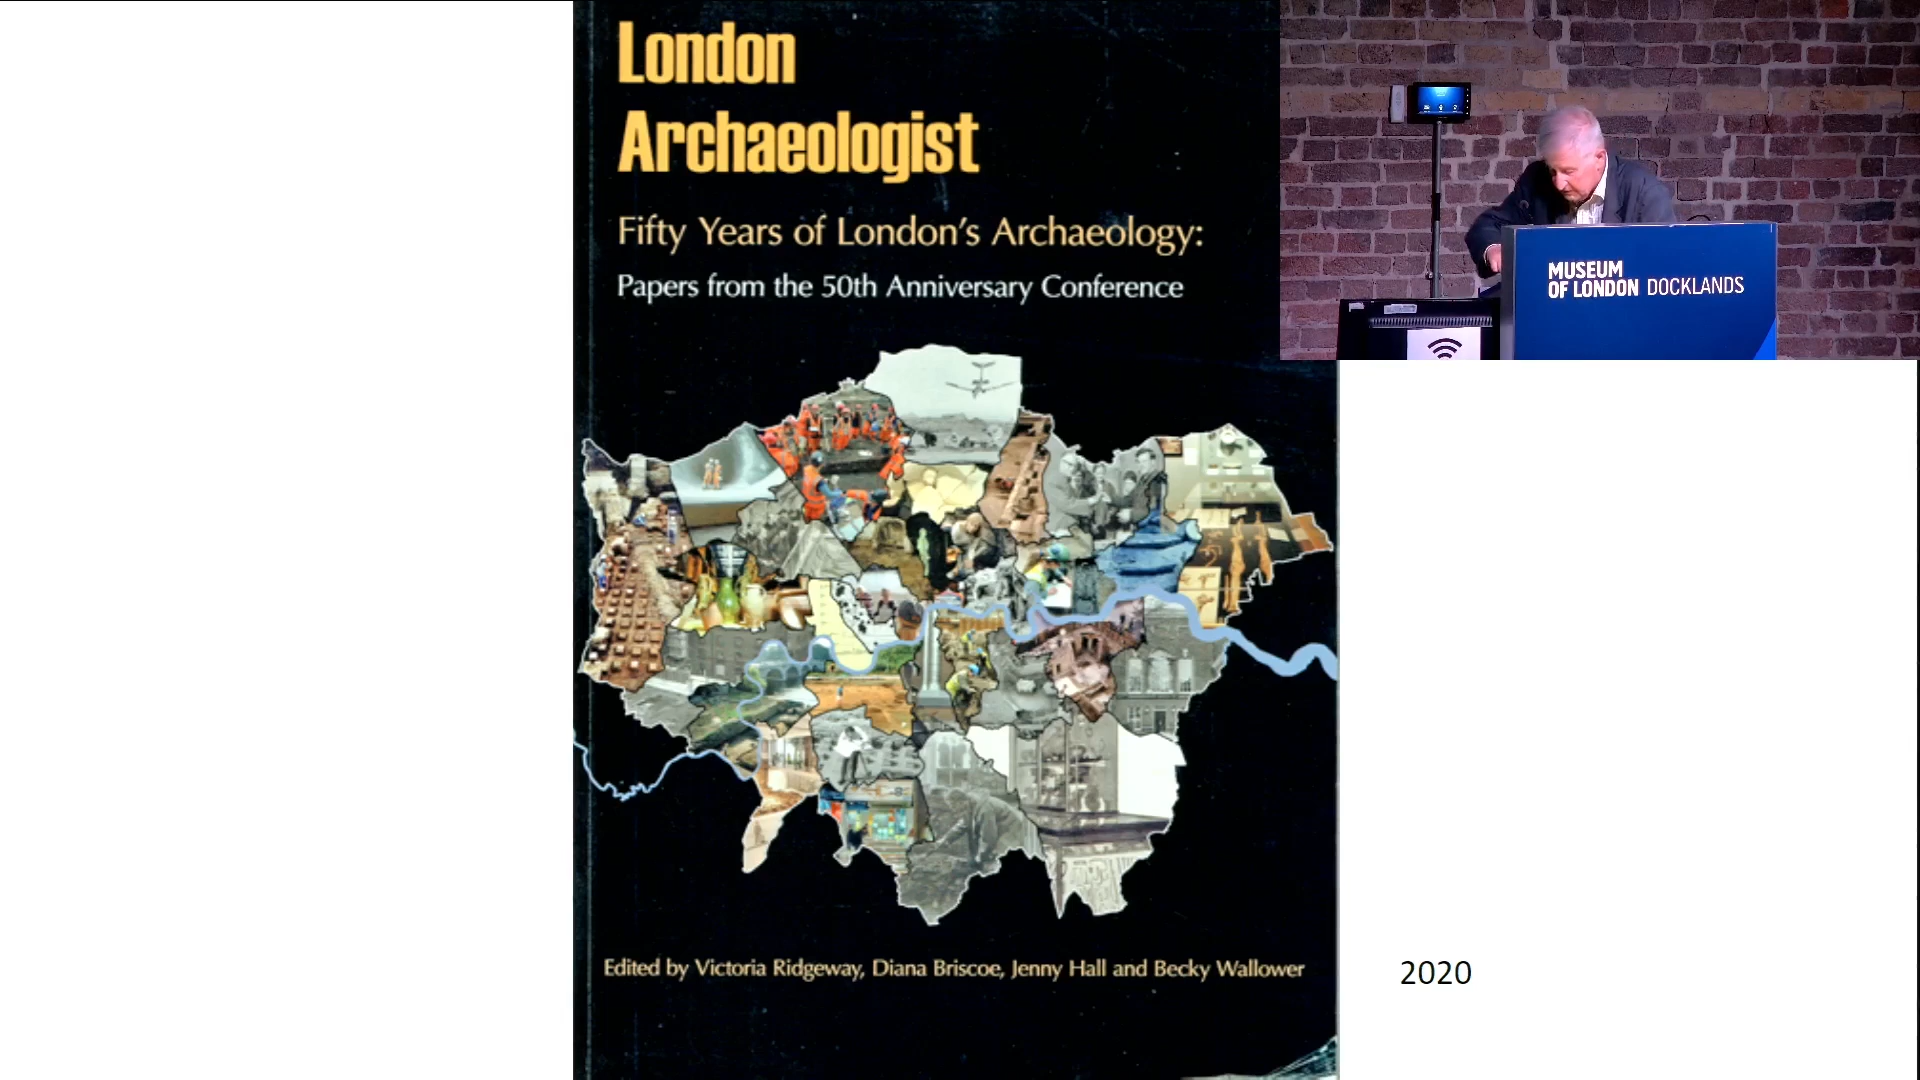 London
Archaeologist
Fifty Years of London's Archaeology:
Papers from the 50th Anniversary Conference
Edited by Victoria Ridgeway, Diana Briscoe, Jenny Hall and Becky Wallower
2020
MUSEUM
OF LONDON DOCKLANDS